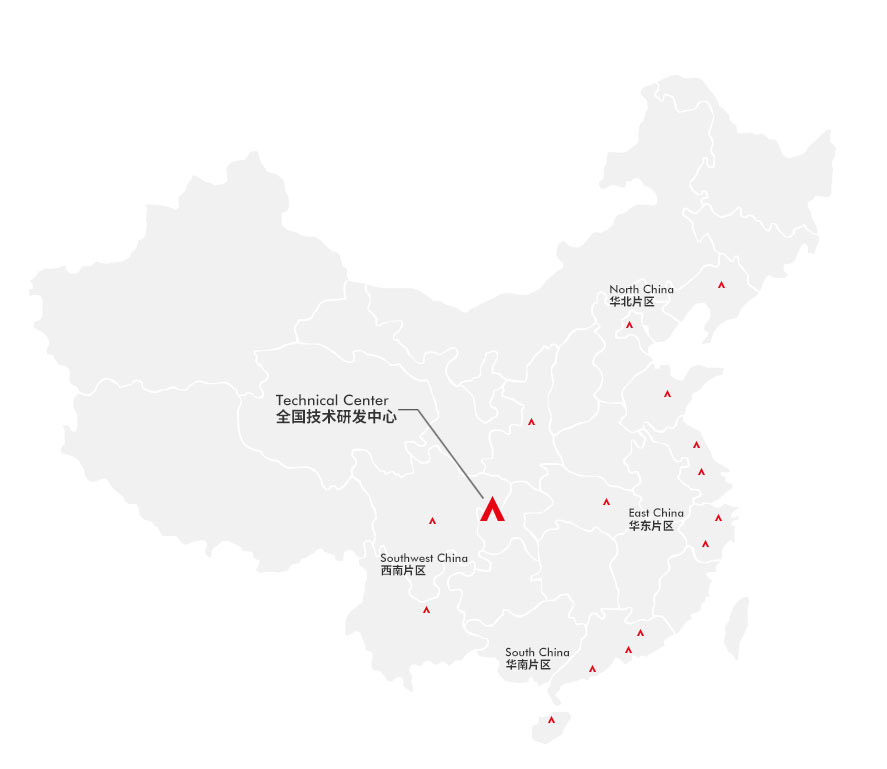 North China
华北片区
Technical Center
全国技术研发中心
East China
华东片区
Southwest China
西南片区
South China
华南片区